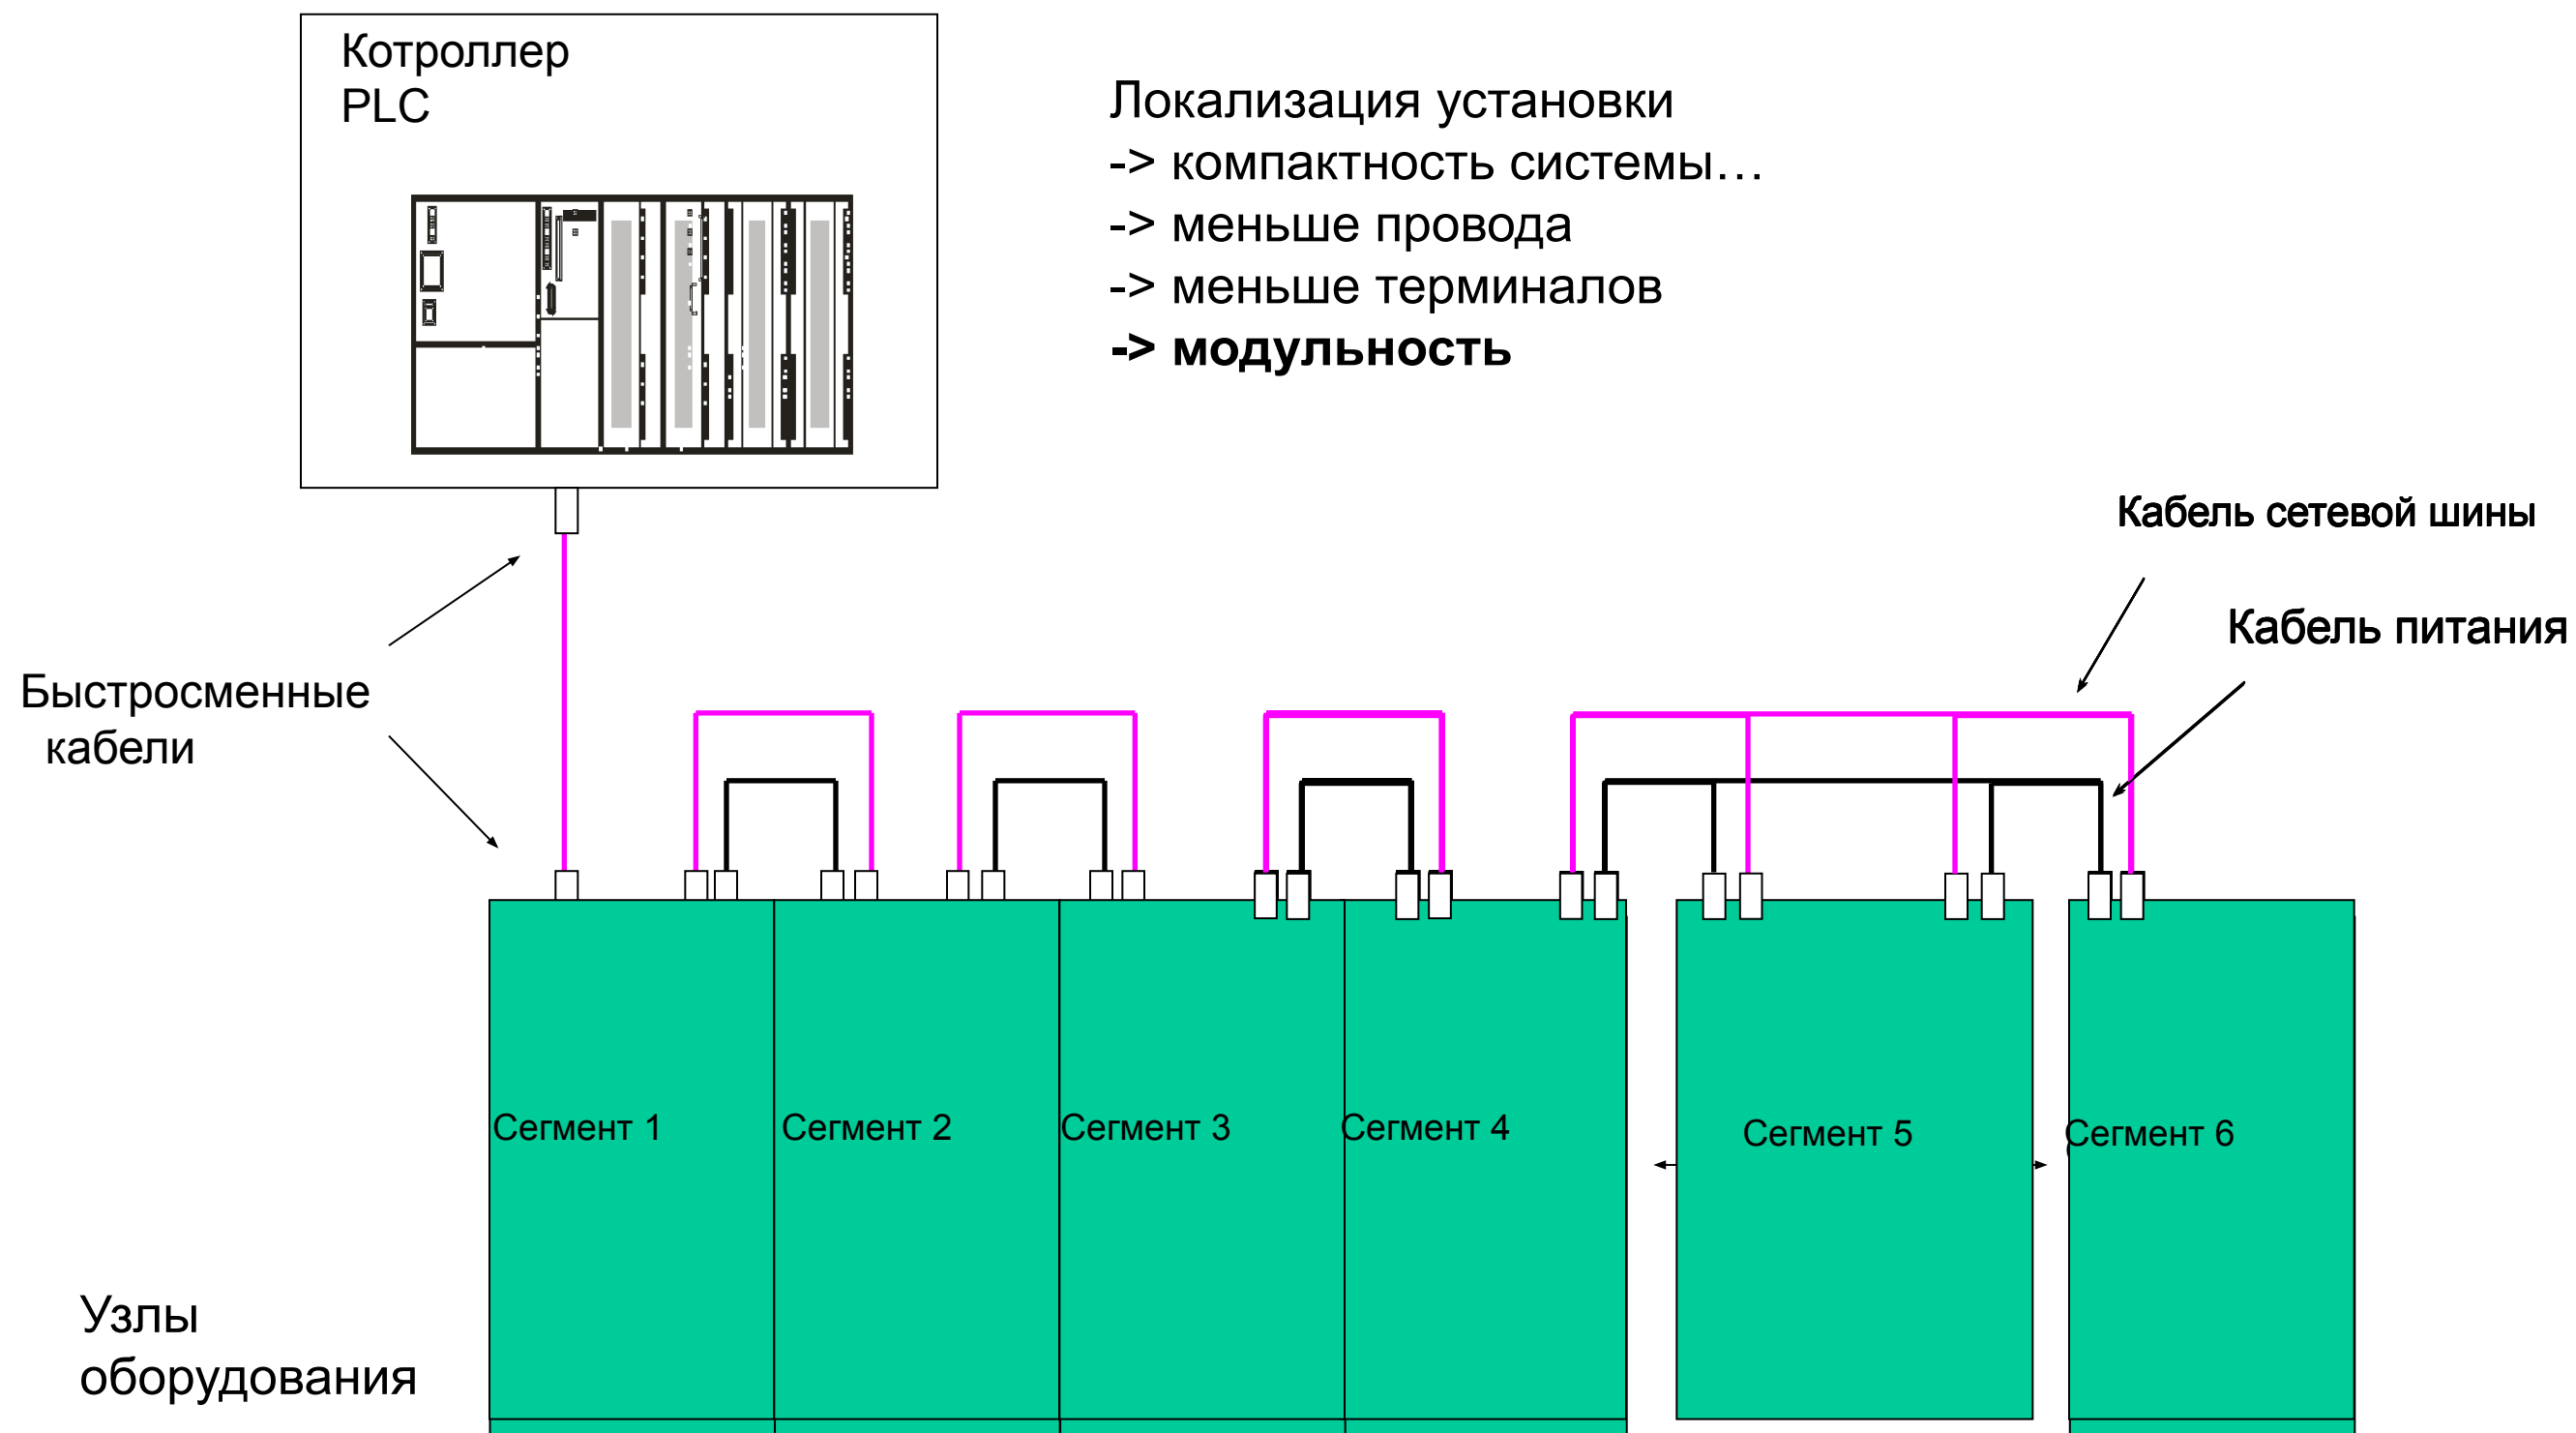 Котроллер
PLC
Локализация установки
-> компактность системы…
-> меньше провода
-> меньше терминалов
-> модульность
Кабель сетевой шины
Кабель питания
Быстросменные
кабели
Сегмент 1
Сегмент 2
Сегмент 3
Сегмент 4
Сегмент 5
Сегмент 6
Узлы
оборудования